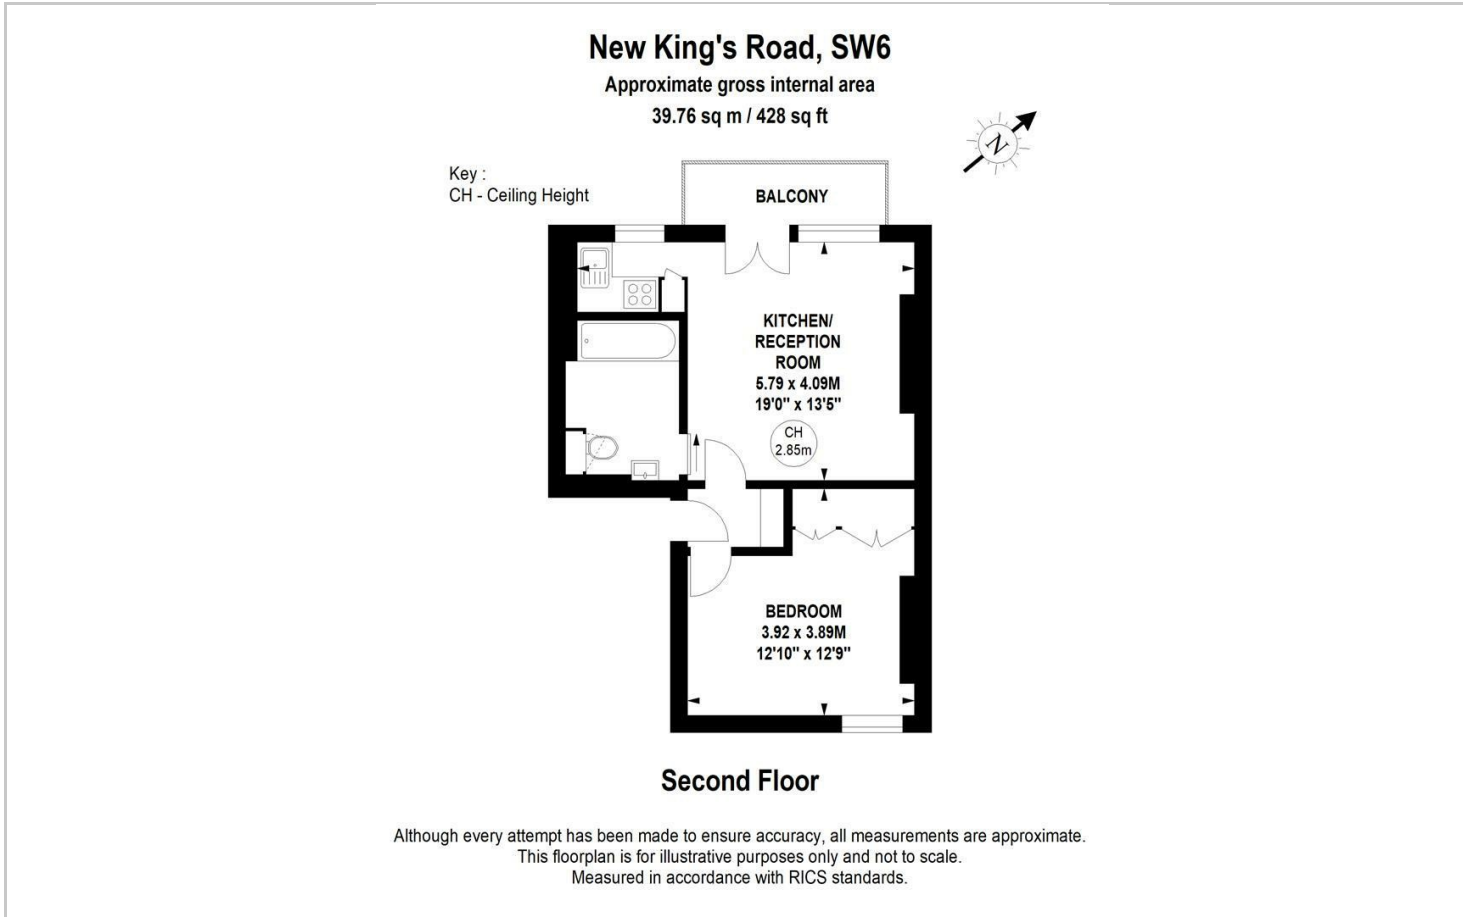 New King's Road, SW6
Approximate gross internal area
39.76 sq m / 428 sq ft
N
Key :
CH - Ceiling Height
BALCONY
KITCHEN/
RECEPTION
ROOM
5.79 x 4.09M
19'0" x 13'5"
CH
2.85m
BEDROOM
3.92 x 3.89M
12'10" x 12'9"
Second Floor
Although every attempt has been made to ensure accuracy, all measurements are approximate.
This floorplan is for illustrative purposes only and not to scale.
Measured in accordance with RICS standards.